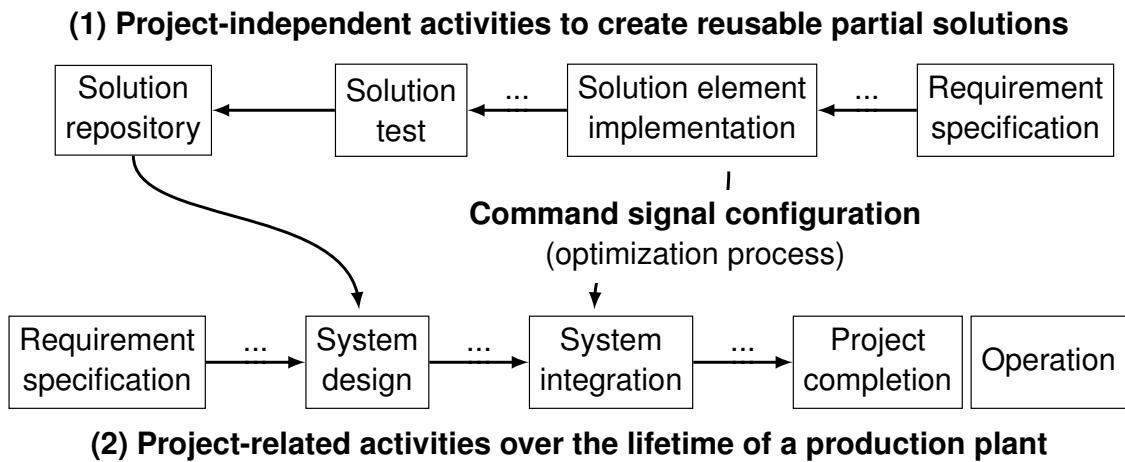 (1) Project-independent activities to create reusable partial solutions
Solution
repository
Solution
test
...
Solution element
implementation
...
Requirement
specification
Command signal configuration
(optimization process)
Requirement
specification
...
System
design
...
System
integration
...
Project
completion
Operation
(2) Project-related activities over the lifetime of a production plant